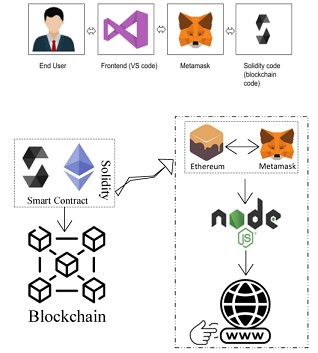 End User
Frontend (VS code)
Metamask
Solidity code
(blockchain
code)
Smart Contract
Solidity
Ethereum
Metamask
node
JS
Blockchain
WWW